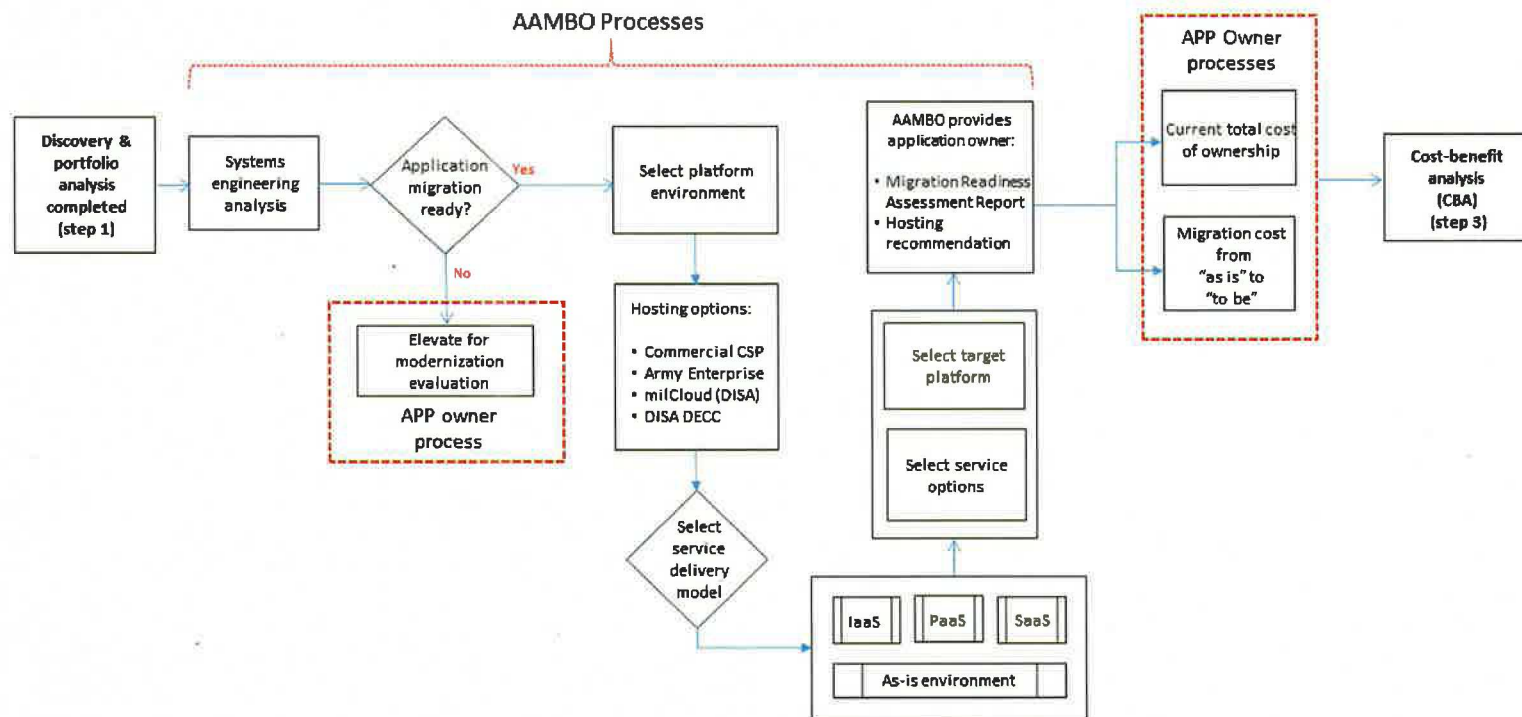 AAMBO Processes
APP Owner
processes
Discovery &
portfolio
analysis
completed
(step 1)
Systems
engineering
analysis
Application
migration
ready?
Yes
No
Elevate for
modernization
evaluation
APP owner
process
Select platform
environment
Hosting options:
• Commercial CSP
• Army Enterprise
• milCloud (DISA)
• DISA DECC
Select
service
delivery
model
IaaS
PaaS
SaaS
As-is environment
Select target
platform
Select service
options
AAMBO provides
application owner:
• Migration Readiness
Assessment Report
• Hosting
recommendation
Current total cost
of ownership
Migration cost
from
"as is" to
"to be"
Cost-benefit
analysis
(CBA)
(step 3)